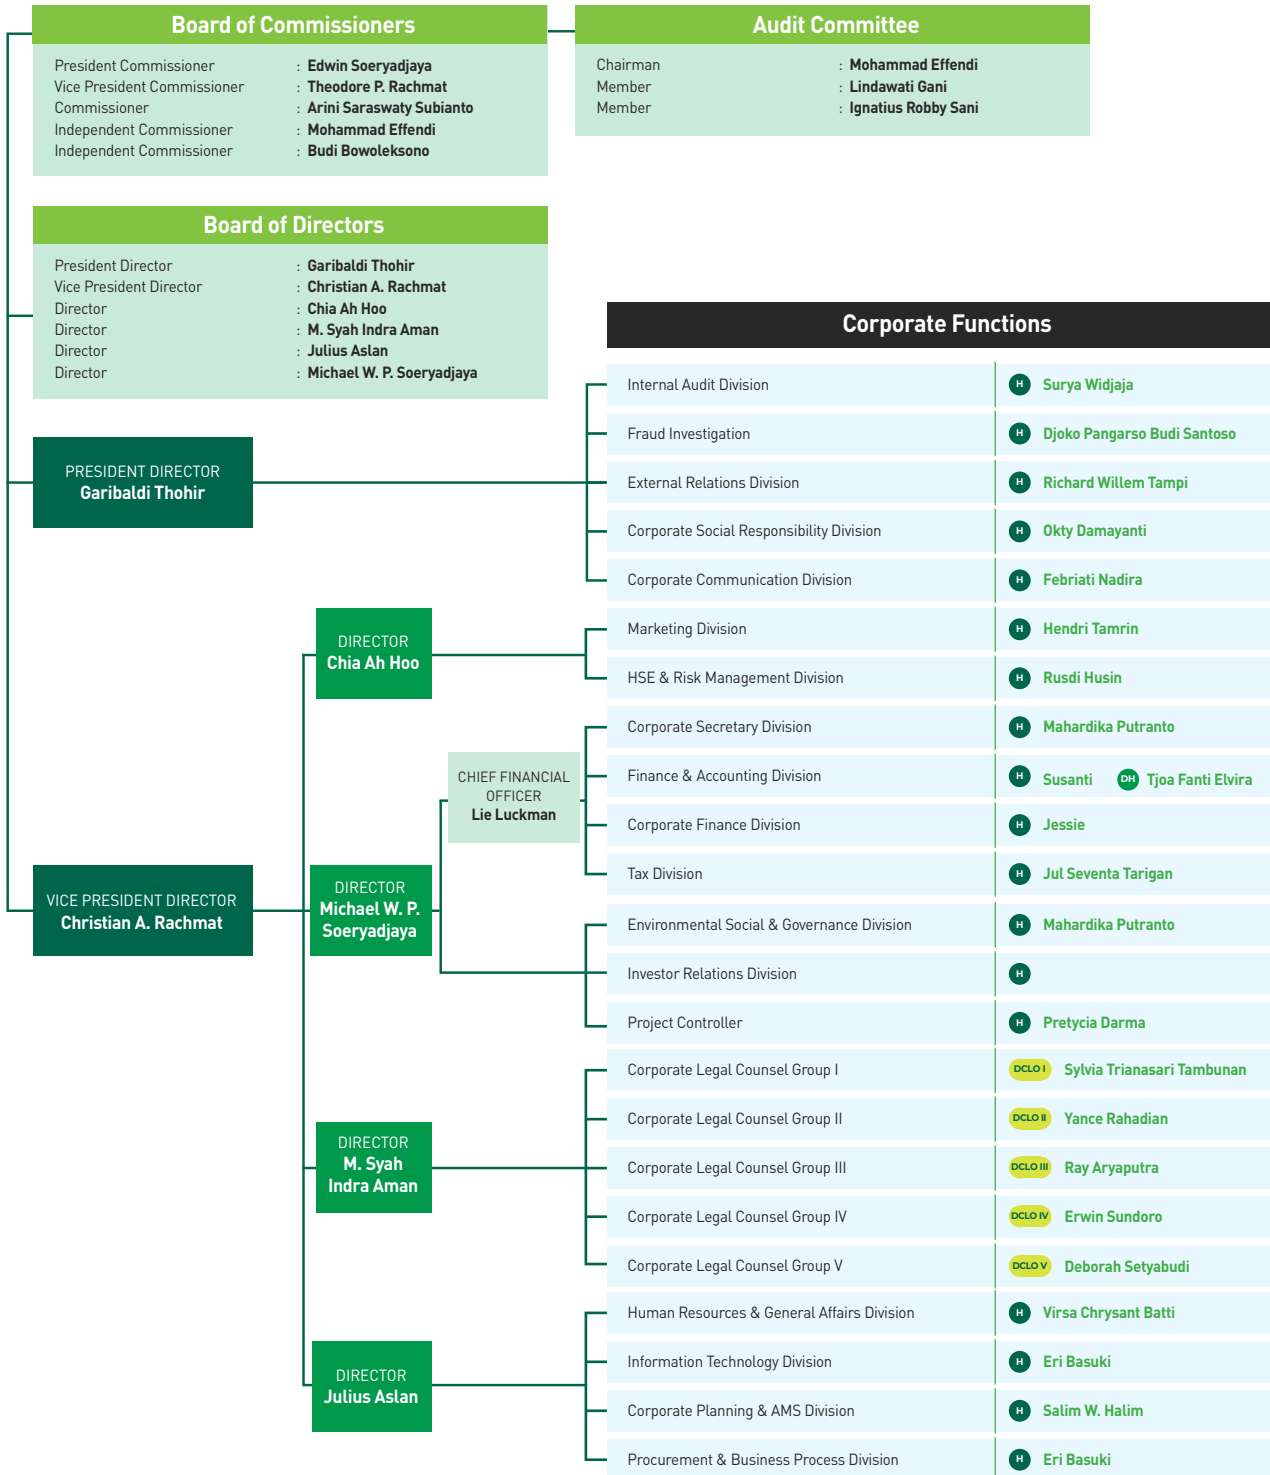 Board of Commissioners
President Commissioner : Edwin Soeryadjaya
Vice President Commissioner : Theodore P. Rachmat
Commissioner : Arini Saraswaty Subianto
Independent Commissioner : Mohammad Effendi
Independent Commissioner : Budi Bowoleksono
Audit Committee
Chairman : Mohammad Effendi
Member : Lindawati Gani
Member : Ignatius Robby Sani
Board of Directors
President Director : Garibaldi Thohir
Vice President Director : Christian A. Rachmat
Director : Chia Ah Hoo
Director : M. Syah Indra Aman
Director : Julius Aslan
Director : Michael W. P. Soeryadjaya
Corporate Functions
PRESIDENT DIRECTOR
Garibaldi Thohir
Internal Audit Division H Surya Widjaja
Fraud Investigation H Djoko Pangarso Budi Santoso
External Relations Division H Richard Willem Tampi
Corporate Social Responsibility Division H Okty Damayanti
Corporate Communication Division H Febriati Nadira
DIRECTOR
Chia Ah Hoo
Marketing Division H Hendri Tamrin
HSE & Risk Management Division H Rusdi Husin
CHIEF FINANCIAL
OFFICER
Lie Luckman
Corporate Secretary Division H Mahardika Putranto
Finance & Accounting Division H Susanti DH Tjoa Fanti Elvira
Corporate Finance Division H Jessie
Tax Division H Jul Seventa Tarigan
VICE PRESIDENT DIRECTOR
Christian A. Rachmat
DIRECTOR
Michael W. P.
Soeryadjaya
Environmental Social & Governance Division H Mahardika Putranto
Investor Relations Division H
Project Controller H Pretycia Darma
DIRECTOR
M. Syah
Indra Aman
Corporate Legal Counsel Group I DCLO I Sylvia Trianasari Tambunan
Corporate Legal Counsel Group II DCLO II Yance Rahadian
Corporate Legal Counsel Group III DCLO III Ray Aryaputra
Corporate Legal Counsel Group IV DCLO IV Erwin Sundoro
Corporate Legal Counsel Group V DCLO V Deborah Setyabudi
DIRECTOR
Julius Aslan
Human Resources & General Affairs Division H Virsa Chrysant Batti
Information Technology Division H Eri Basuki
Corporate Planning & AMS Division H Salim W. Halim
Procurement & Business Process Division H Eri Basuki